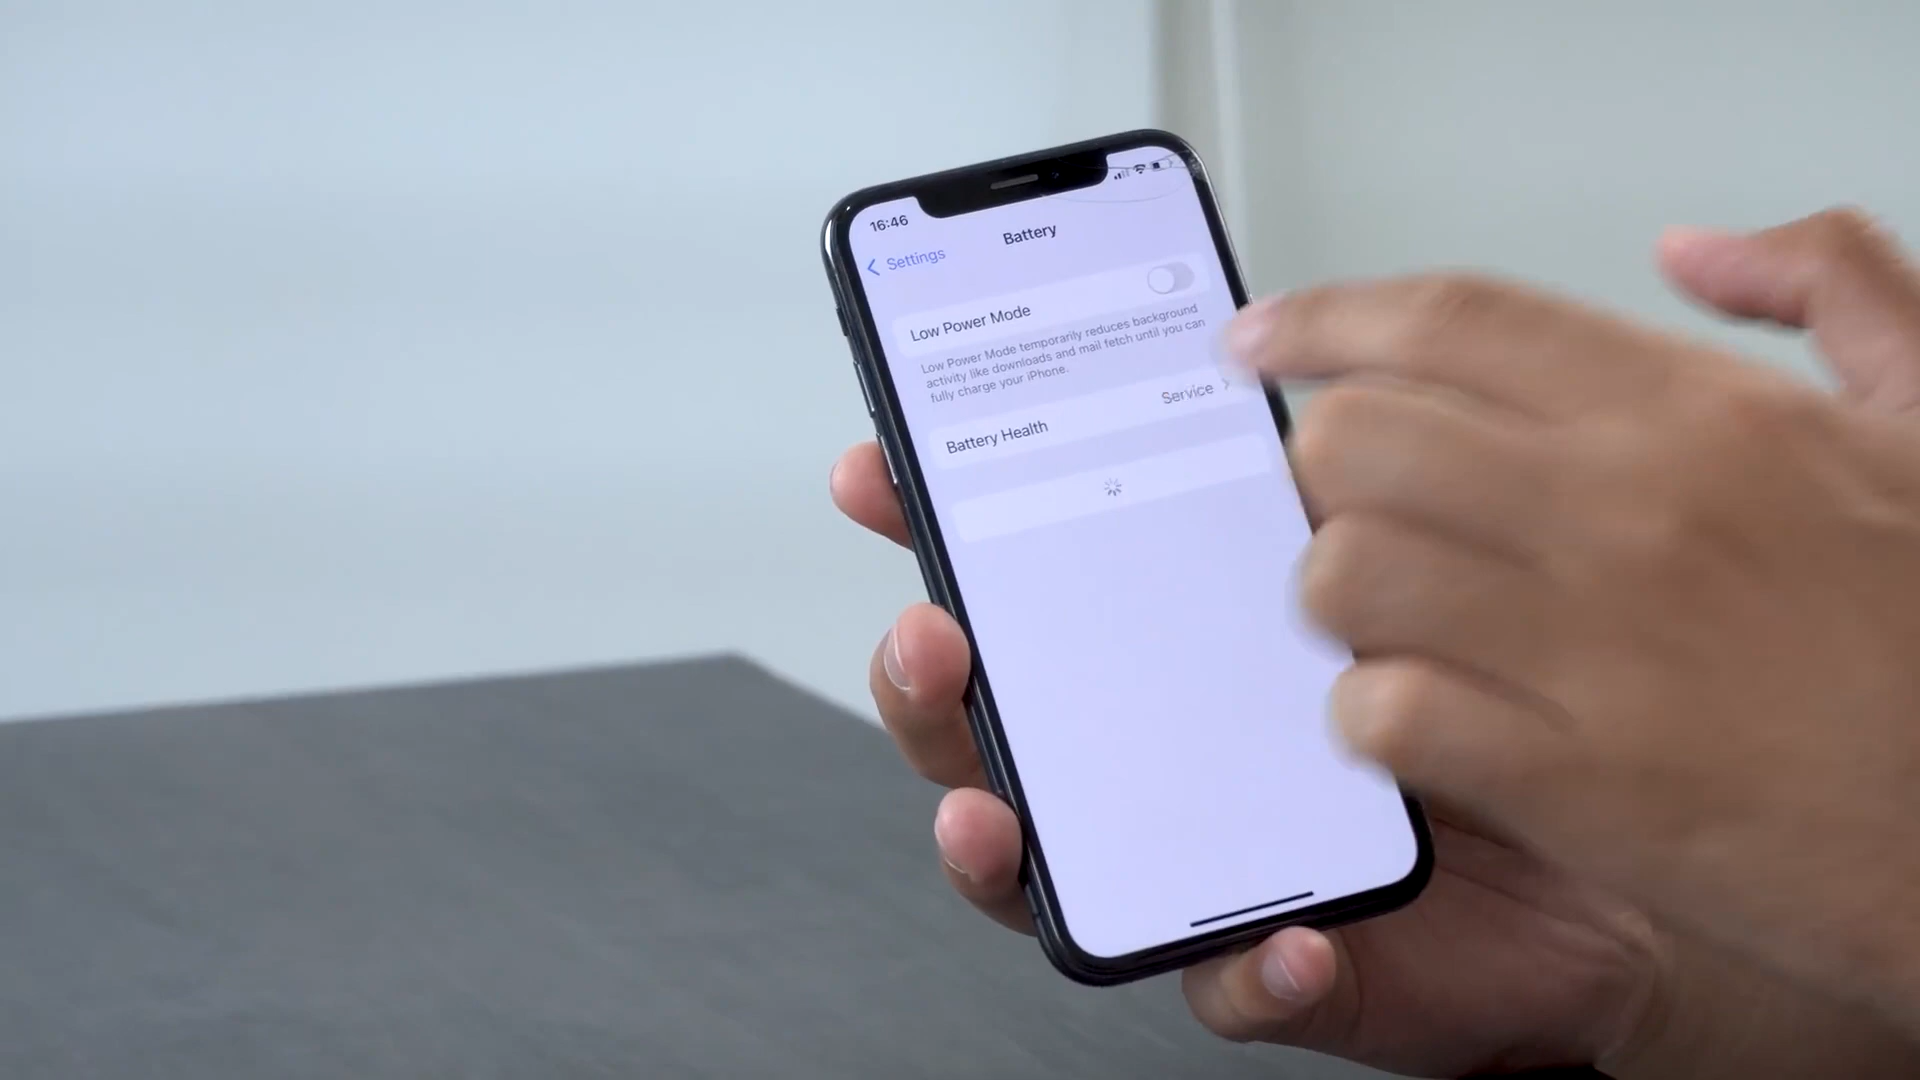 16:46
Settings
Battery
Low Power Mode
Low Power Mode temporarily reduces background
activity like downloads and mail fetch until you can
fully charge your iPhone.
Battery Health
Service